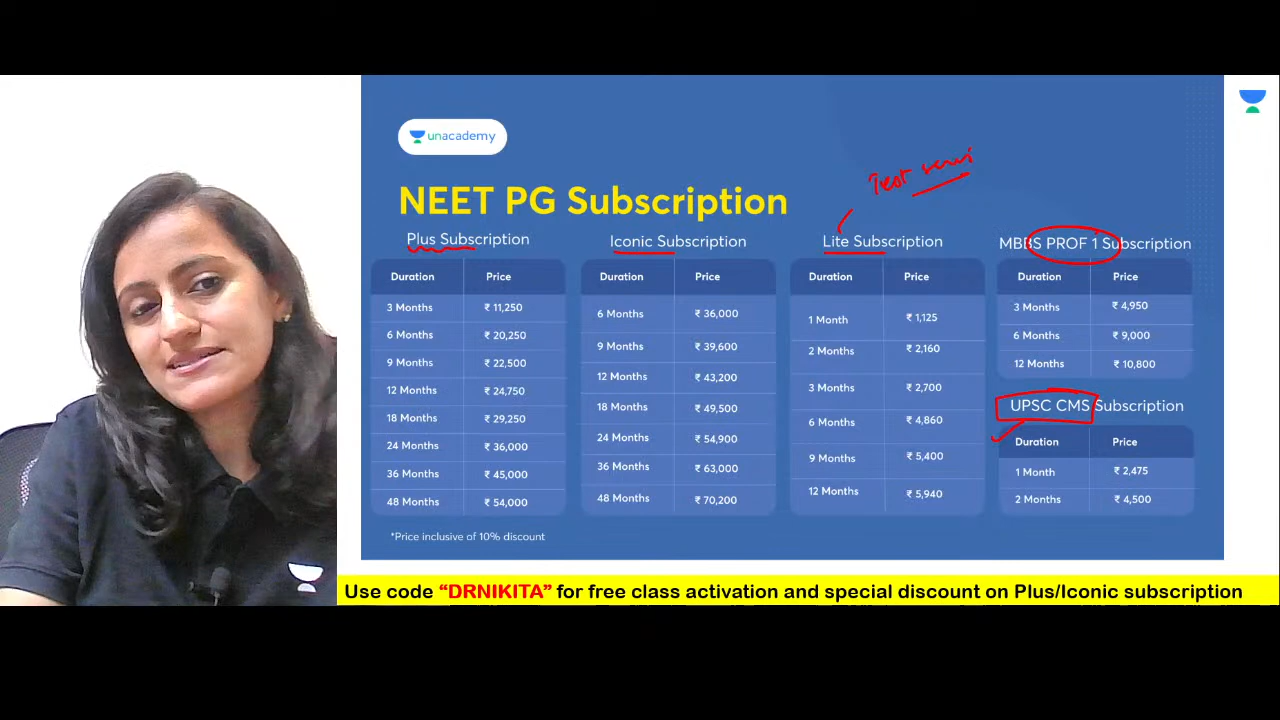 unacademy
Test
NEET PG Subscription
Plus Subscription
Duration Price
3 Months ₹ 11,250
6 Months ₹ 20,250
9 Months ₹ 22,500
12 Months ₹ 24,750
18 Months ₹ 29,250
24 Months ₹ 36,000
36 Months ₹ 45,000
48 Months ₹ 54,000
*Price inclusive of 10% discount
Iconic Subscription
Duration Price
6 Months ₹ 36,000
9 Months ₹ 39,600
12 Months ₹ 43,200
18 Months ₹ 49,500
24 Months ₹ 54,900
36 Months ₹ 63,000
48 Months ₹ 70,200
Lite Subscription
Duration Price
1 Month ₹ 1,125
2 Months ₹ 2,160
3 Months ₹ 2,700
6 Months ₹ 4,860
9 Months ₹ 5,400
12 Months ₹ 5,940
MBBS PROF 1 Subscription
Duration Price
3 Months ₹ 4,950
6 Months ₹ 9,000
12 Months ₹ 10,800
UPSC CMS Subscription
Duration Price
1 Month ₹ 2,475
2 Months ₹ 4,500
Use code “DRNIKITA” for free class activation and special discount on Plus/Iconic subscription